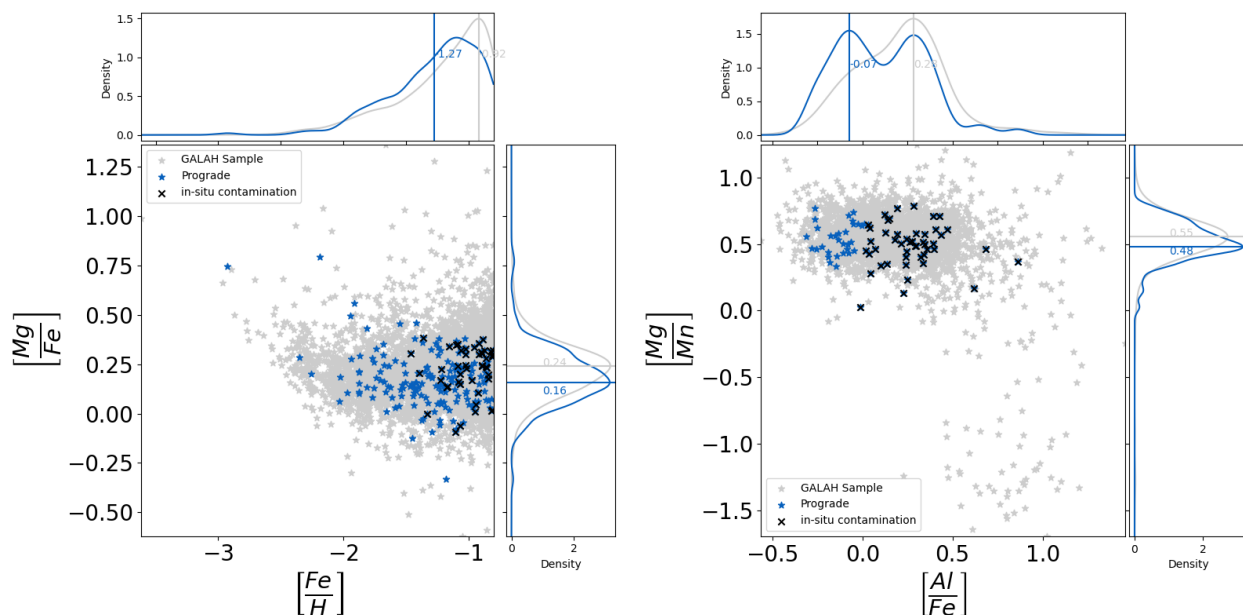 1.5
1.0
0.5
0.0
Density
-1.27
-0.92
1.25
1.00
0.75
0.50
0.25
0.00
−0.25
−0.50
[Mg/Fe]
GALAH Sample
Prograde
in-situ contamination
0.24
0.16
−3
−2
−1
[Fe/H]
0
2
Density
1.5
1.0
0.5
0.0
Density
-0.07
0.28
1.0
0.5
0.0
−0.5
−1.0
−1.5
[Mg/Mn]
GALAH Sample
Prograde
in-situ contamination
0.55
0.48
−0.5
0.0
0.5
1.0
[Al/Fe]
0
2
Density